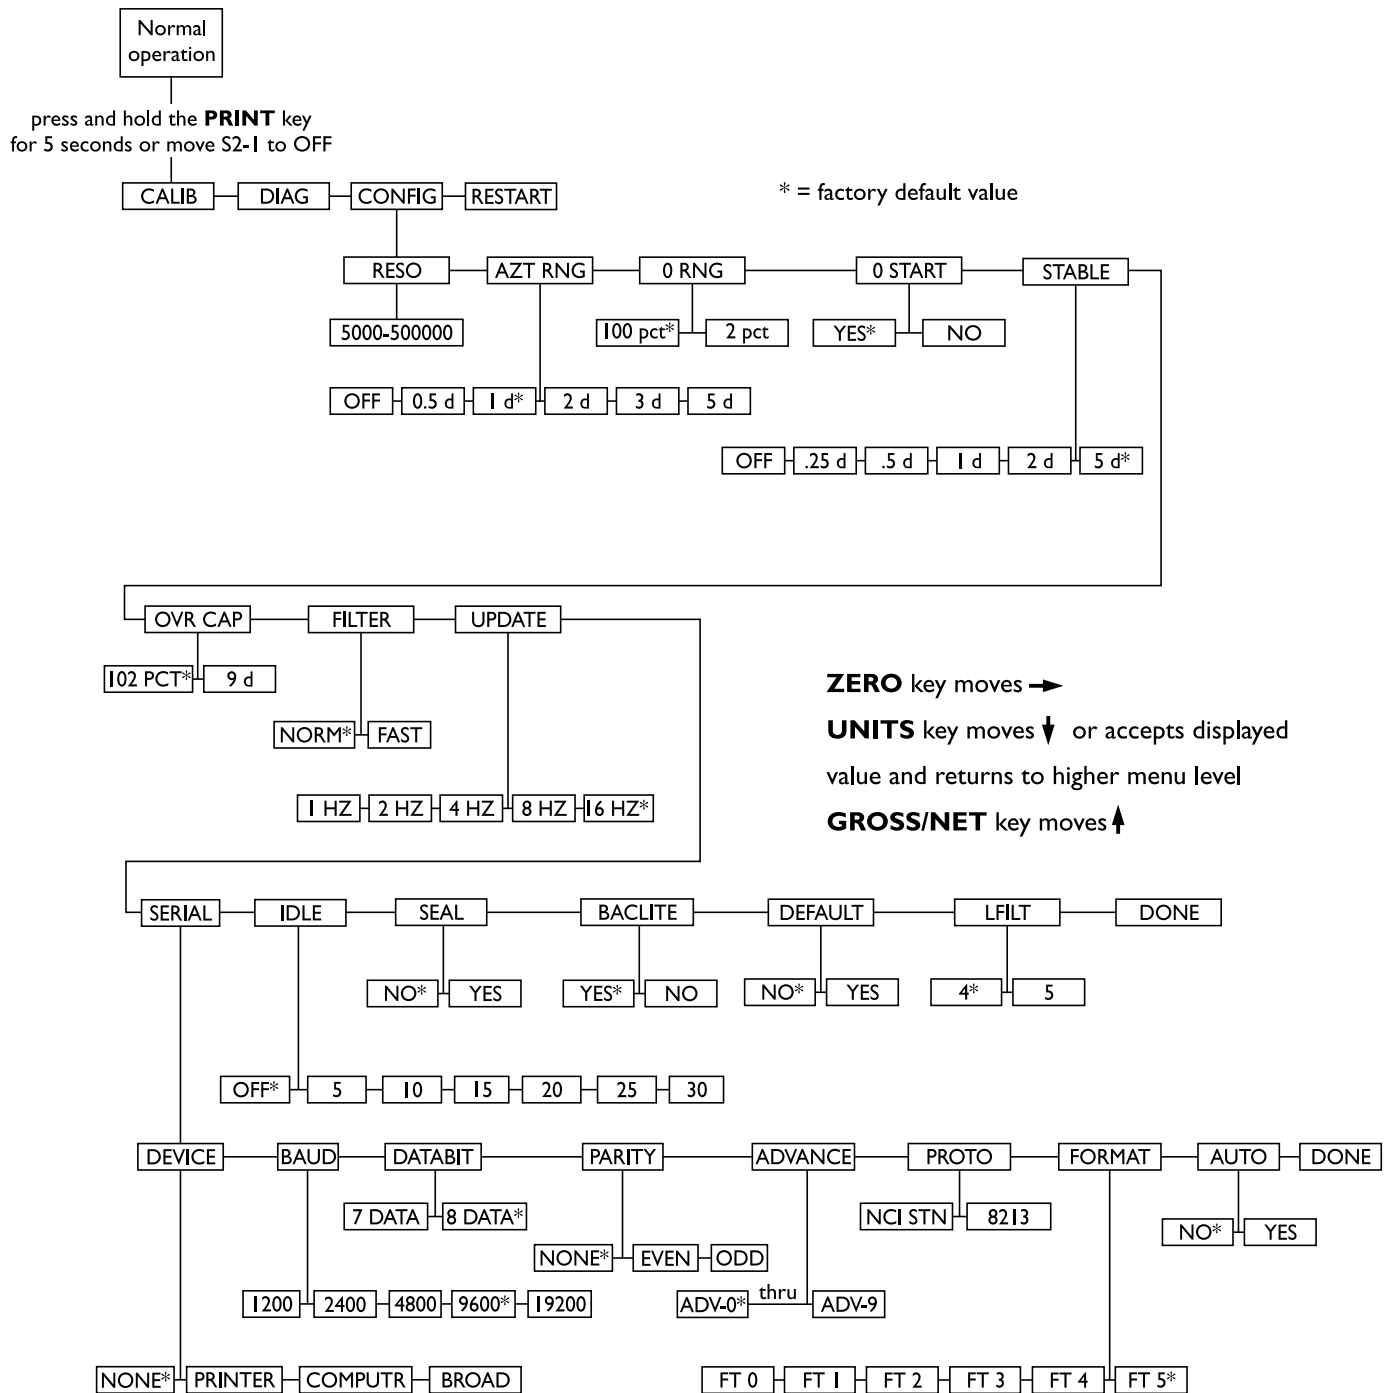 Normal
operation
press and hold the PRINT key
for 5 seconds or move S2-1 to OFF
CALIB
DIAG
CONFIG
RESTART
* = factory default value
RESO
AZT RNG
0 RNG
0 START
STABLE
5000-500000
100 pct*
2 pct
YES*
NO
OFF
0.5 d
1 d*
2 d
3 d
5 d
OFF
.25 d
.5 d
1 d
2 d
5 d*
OVR CAP
FILTER
UPDATE
102 PCT*
9 d
NORM*
FAST
1 HZ
2 HZ
4 HZ
8 HZ
16 HZ*
ZERO key moves →
UNITS key moves ↓ or accepts displayed
value and returns to higher menu level
GROSS/NET key moves ↑
SERIAL
IDLE
SEAL
BACLITE
DEFAULT
LFILT
DONE
NO*
YES
YES*
NO
NO*
YES
4*
5
OFF*
5
10
15
20
25
30
DEVICE
BAUD
DATABIT
PARITY
ADVANCE
PROTO
FORMAT
AUTO
DONE
7 DATA
8 DATA*
NCI STN
8213
NO*
YES
NONE*
EVEN
ODD
1200
2400
4800
9600*
19200
ADV-0*
thru
ADV-9
NONE*
PRINTER
COMPUTR
BROAD
FT 0
FT 1
FT 2
FT 3
FT 4
FT 5*